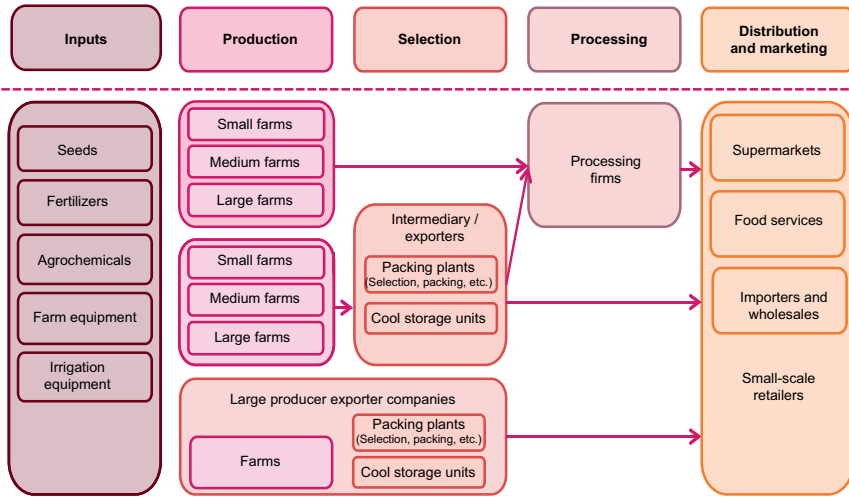 Inputs
Production
Selection
Processing
Distribution
and marketing
Seeds
Fertilizers
Agrochemicals
Farm equipment
Irrigation
equipment
Small farms
Medium farms
Large farms
Small farms
Medium farms
Large farms
Intermediary /
exporters
Packing plants
(Selection, packing, etc.)
Cool storage units
Large producer exporter companies
Farms
Packing plants
(Selection, packing, etc.)
Cool storage units
Processing
firms
Supermarkets
Food services
Importers and
wholesales
Small-scale
retailers